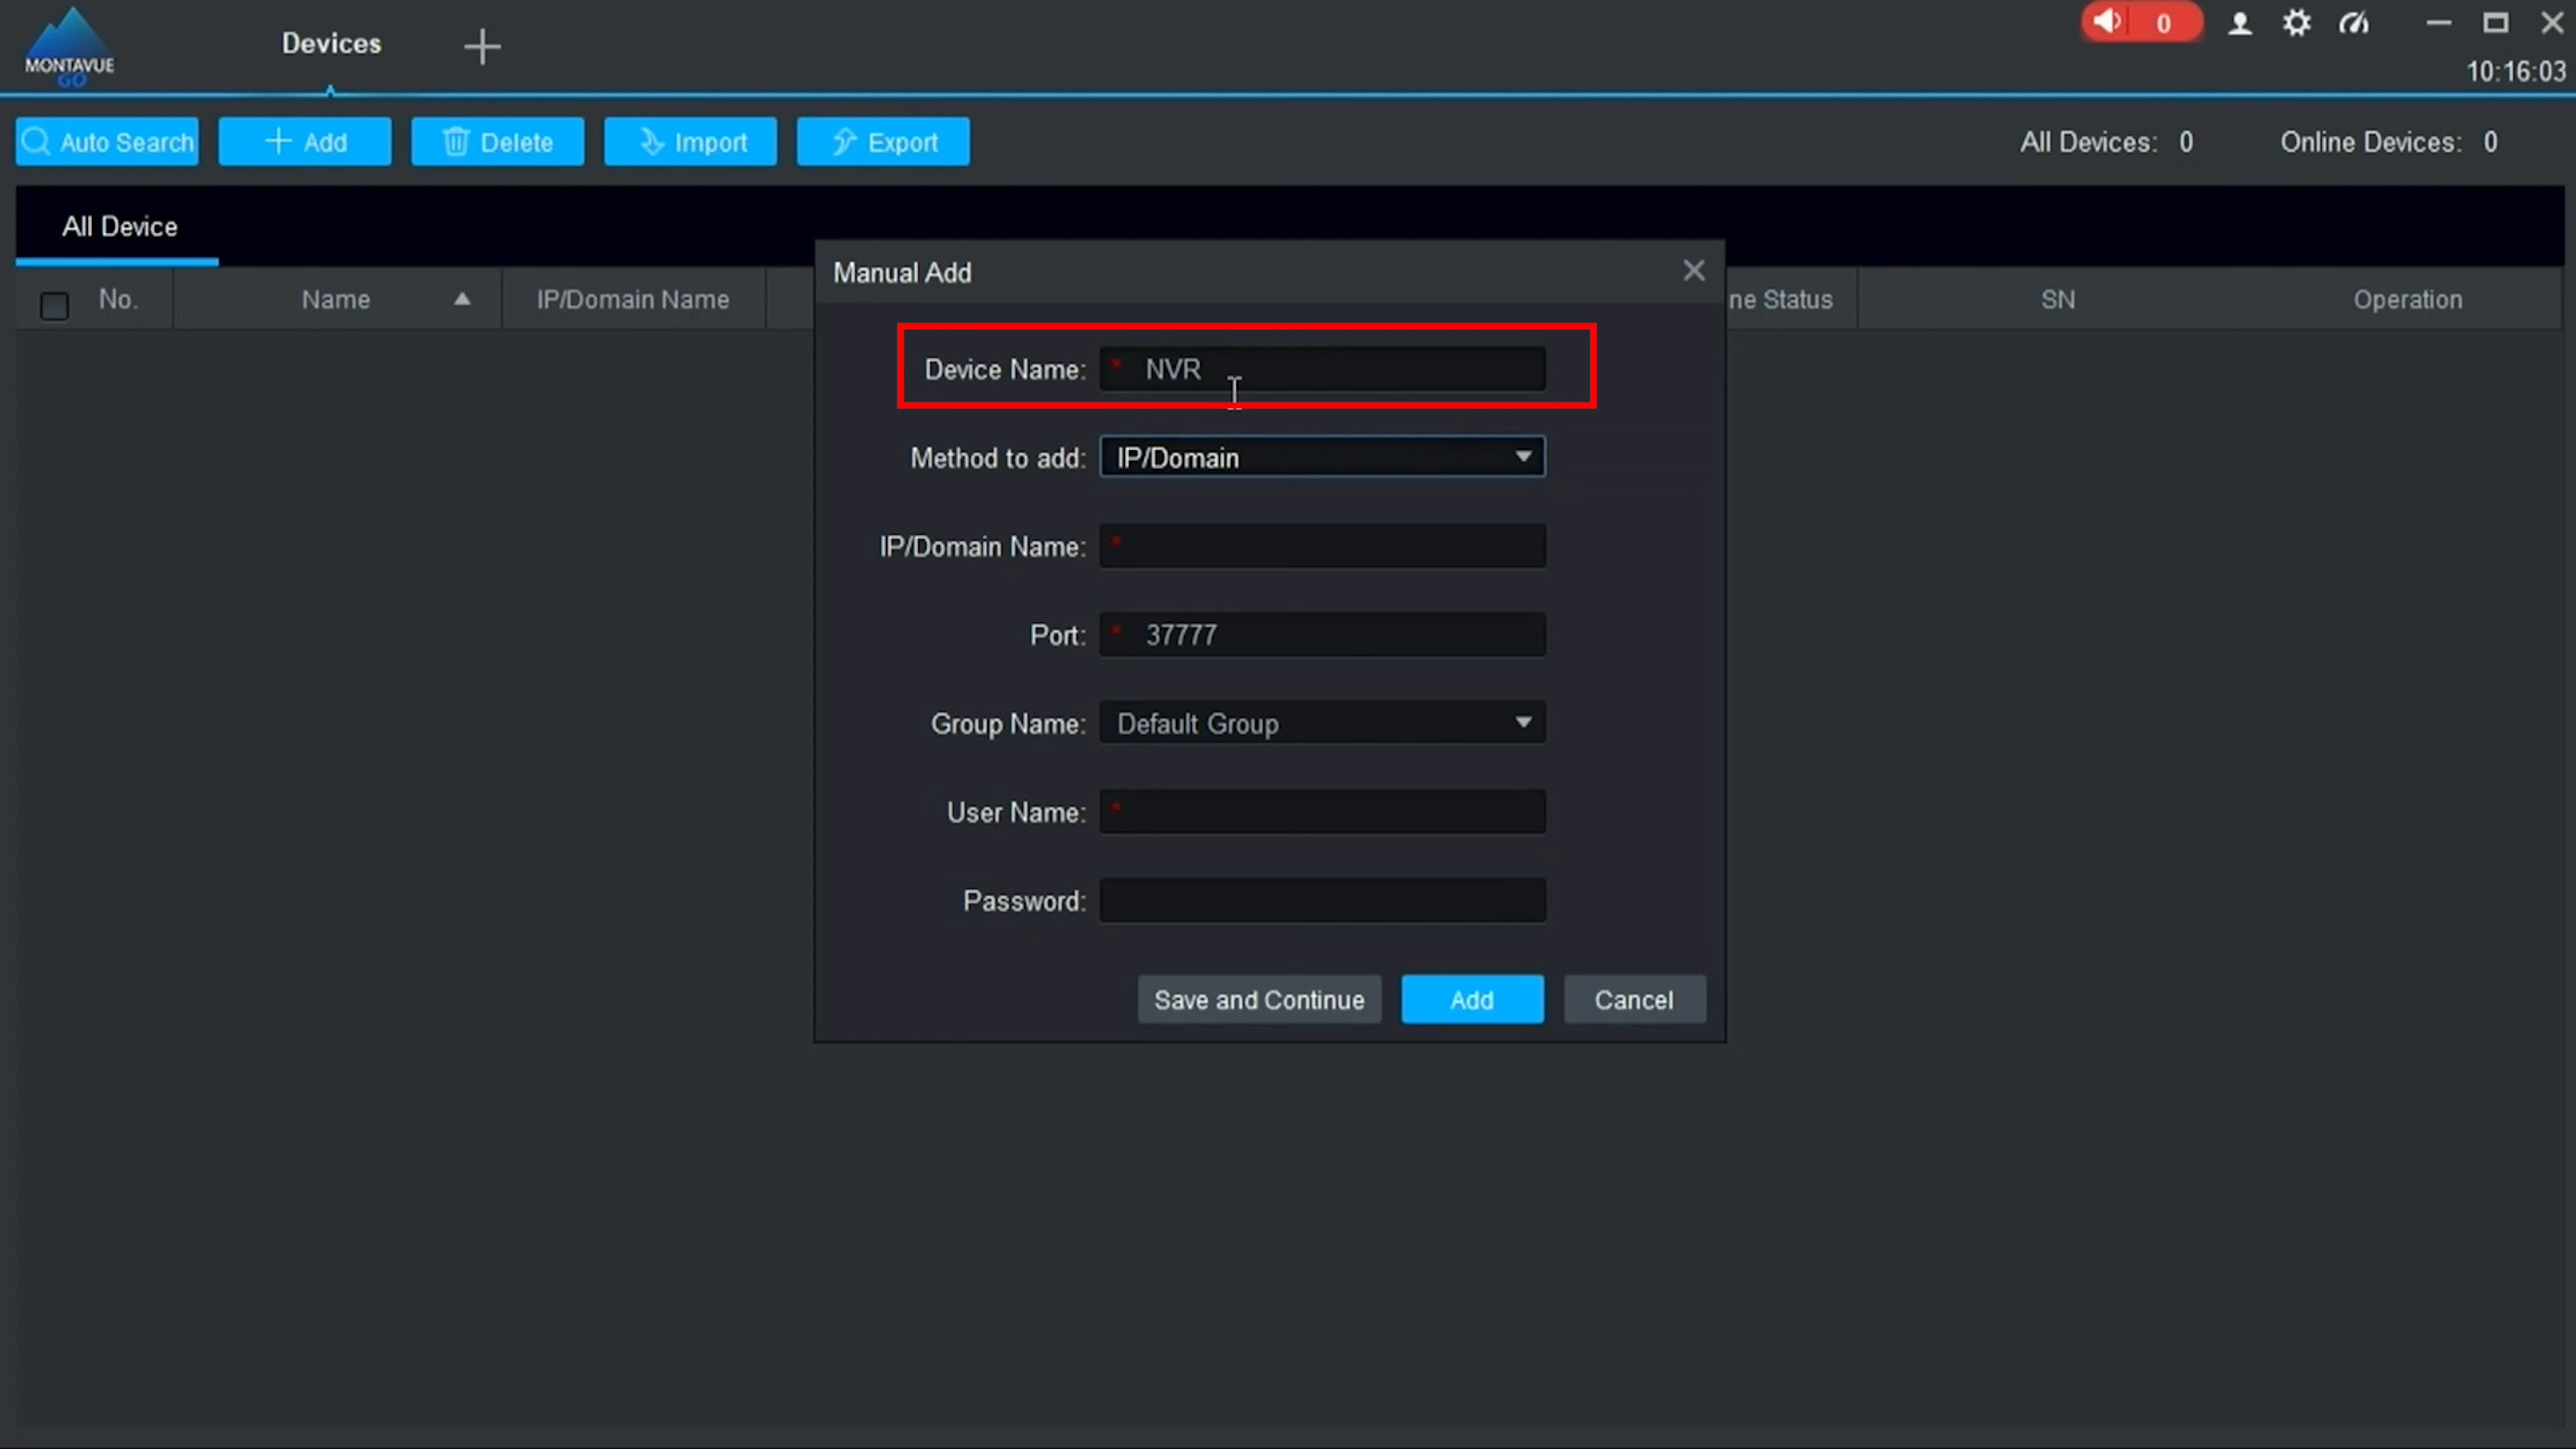 MONTAVUE
GO
Devices
0
10:16:03
Auto Search
Add
Delete
Import
Export
All Devices: 0
Online Devices: 0
All Device
No.
Name
IP/Domain Name
ne Status
SN
Operation
Manual Add
Device Name: * NVR
Method to add: IP/Domain
IP/Domain Name: *
Port: * 37777
Group Name: Default Group
User Name: *
Password:
Save and Continue
Add
Cancel